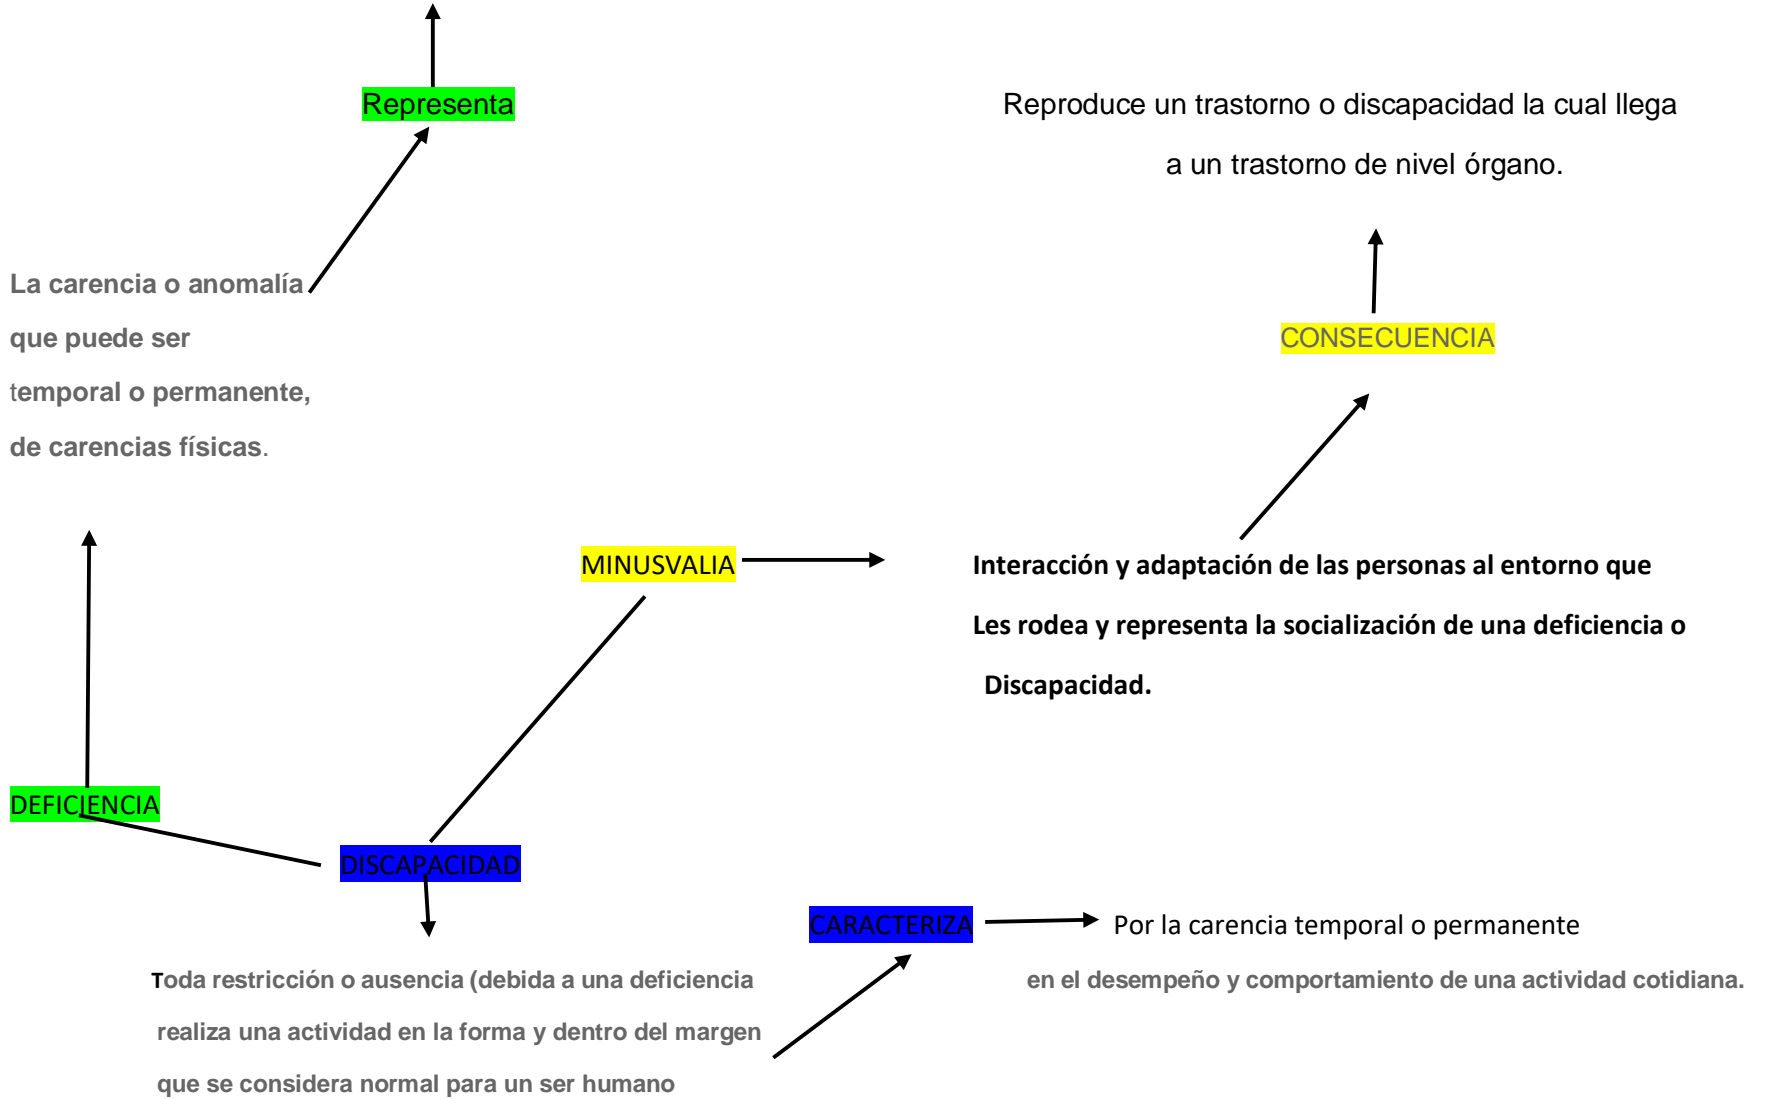 Representa
Reproduce un trastorno o discapacidad la cual llega
a un trastorno de nivel órgano.
La carencia o anomalía
que puede ser
temporal o permanente,
de carencias físicas.
CONSECUENCIA
MINUSVALIA
Interacción y adaptación de las personas al entorno que
Les rodea y representa la socialización de una deficiencia o
Discapacidad.
DEFICIENCIA
DISCAPACIDAD
CARACTERIZA
Por la carencia temporal o permanente
en el desempeño y comportamiento de una actividad cotidiana.
Toda restricción o ausencia (debida a una deficiencia
realiza una actividad en la forma y dentro del margen
que se considera normal para un ser humano